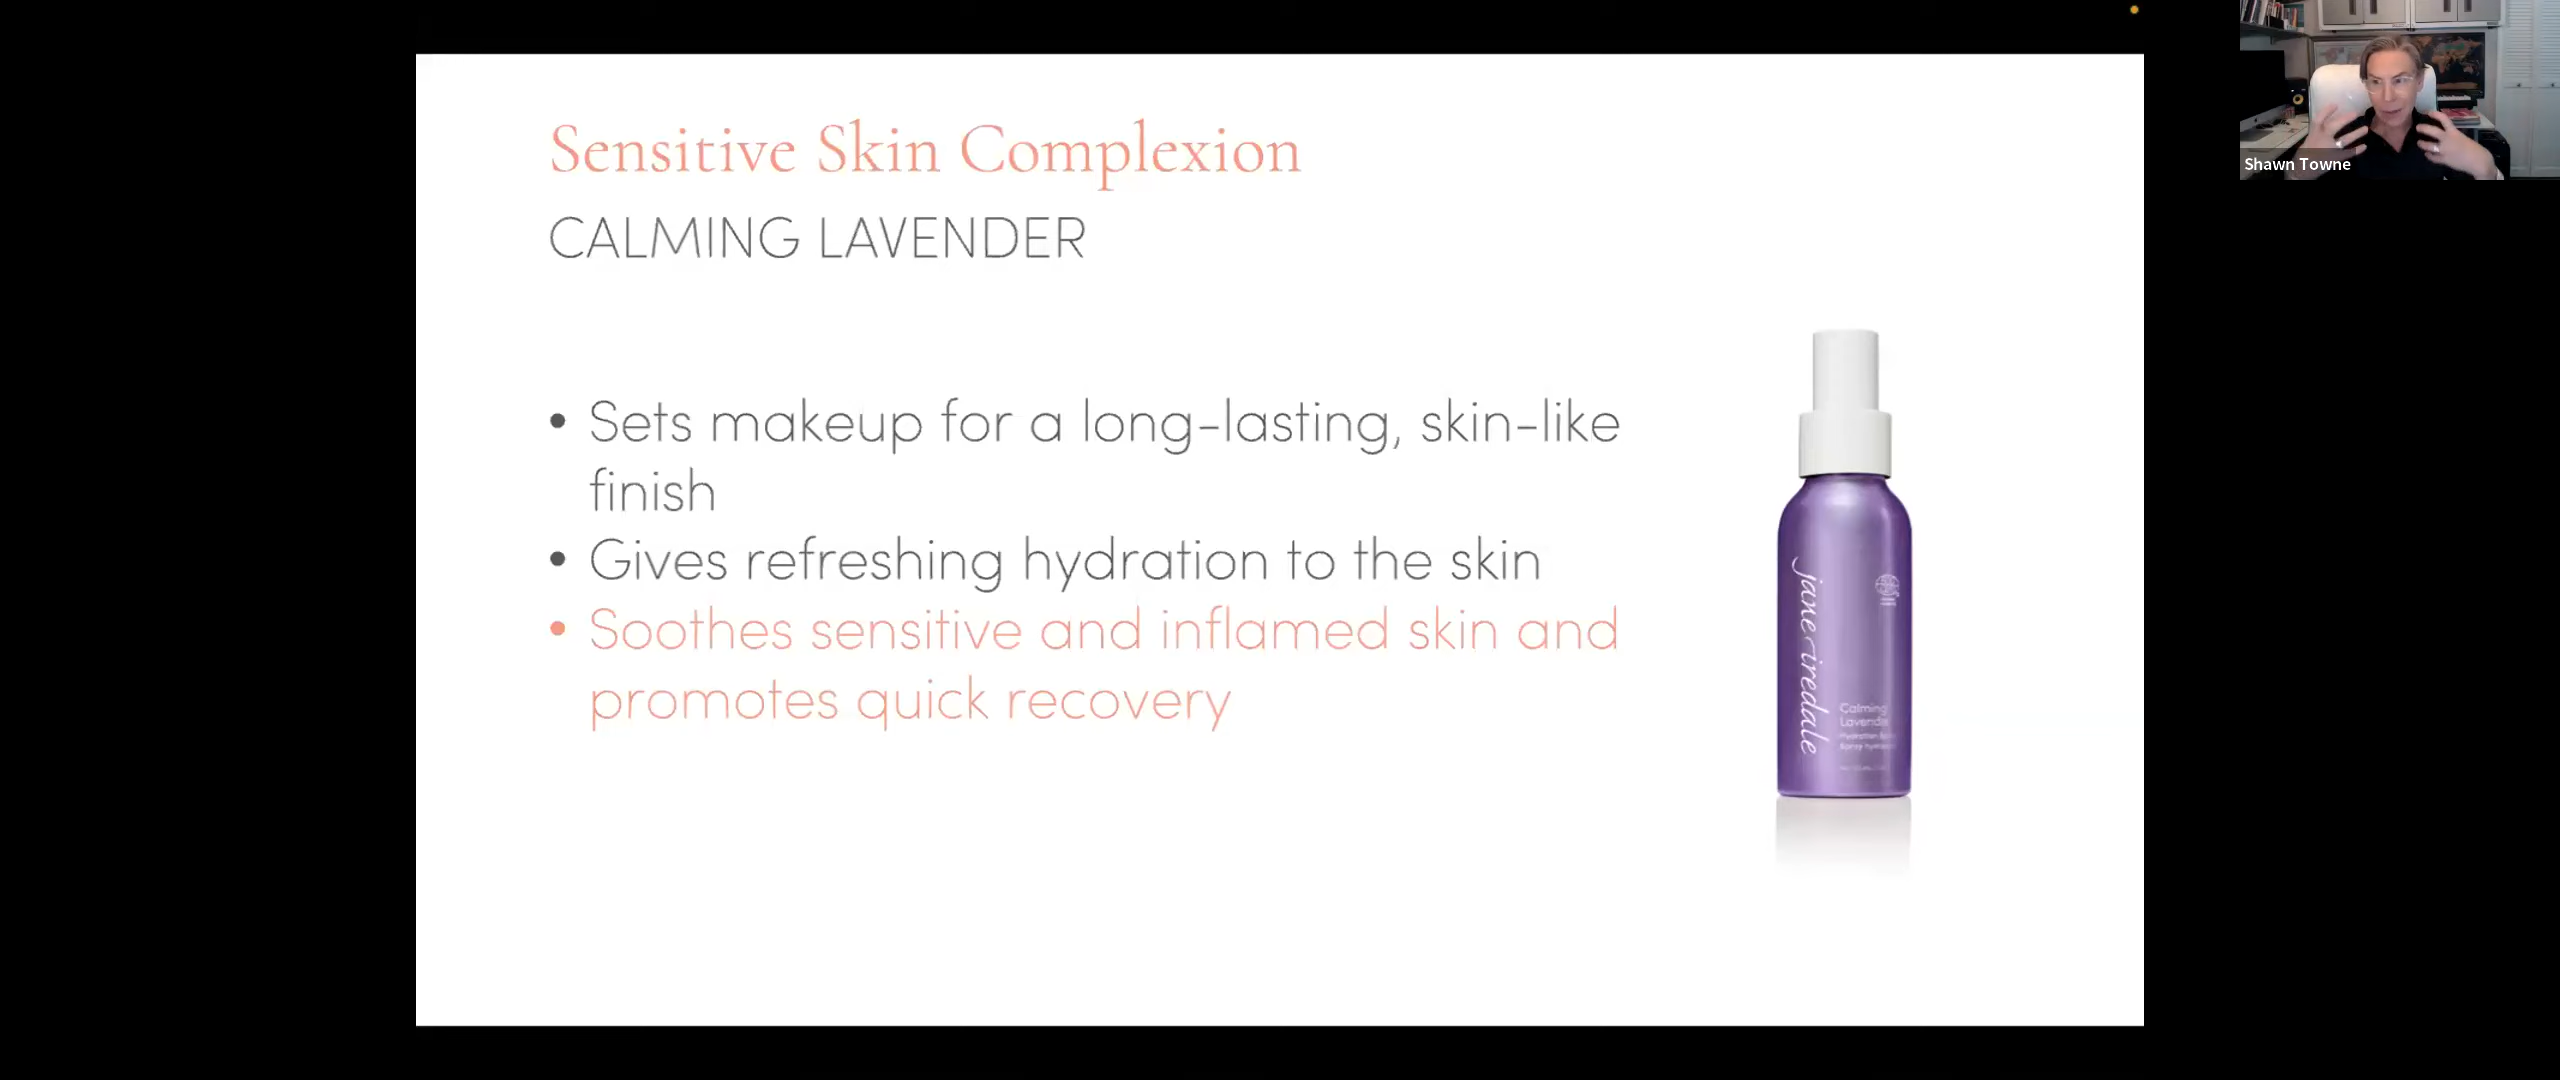 Sensitive Skin Complexion
CALMING LAVENDER
• Sets makeup for a long-lasting, skin-like
finish
• Gives refreshing hydration to the skin
• Soothes sensitive and inflamed skin and
promotes quick recovery
jane iredale
Calming
Lavender
Shawn Towne